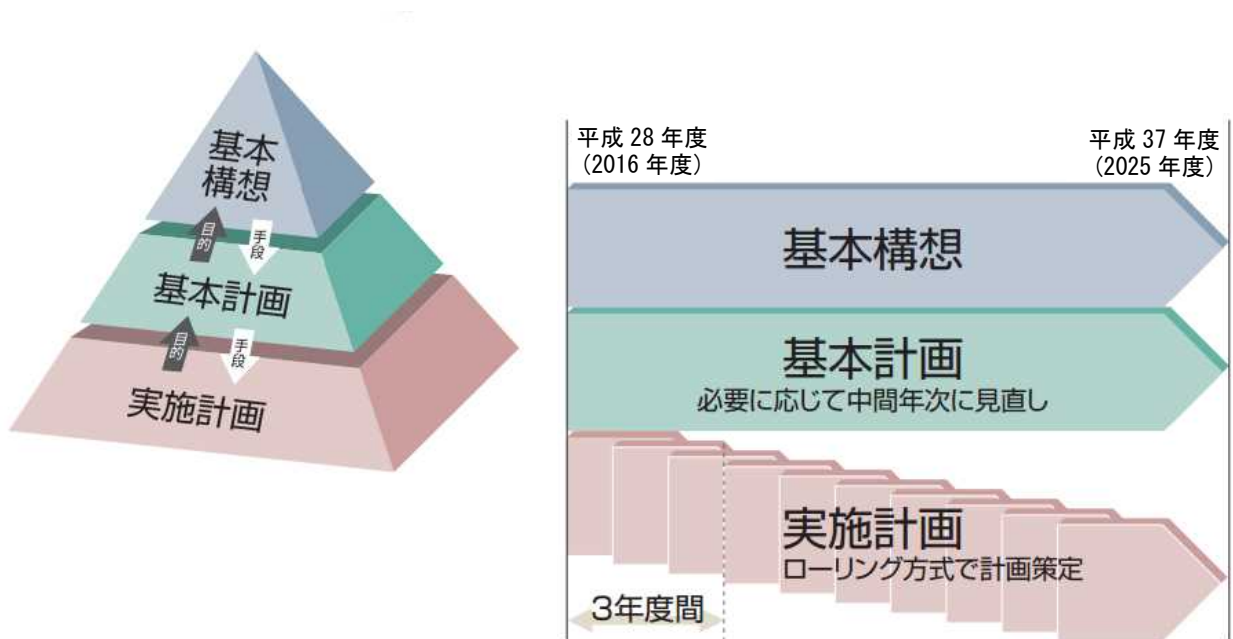 基本
構想
目的
手段
基本計画
目的
手段
実施計画
平成 28 年度
(2016 年度)
平成 37 年度
(2025 年度)
基本構想
基本計画
必要に応じて中間年次に見直し
実施計画
ローリング方式で計画策定
3年度間